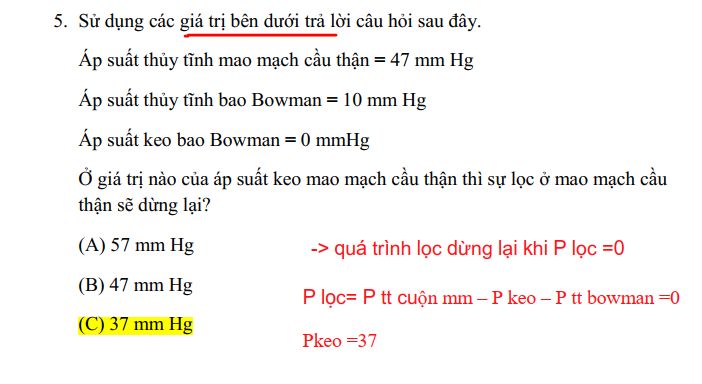 5. Sử dụng các giá trị bên dưới trả lời câu hỏi sau đây.
Áp suất thủy tĩnh mao mạch cầu thận = 47 mm Hg
Áp suất thủy tĩnh bao Bowman = 10 mm Hg
Áp suất keo bao Bowman = 0 mmHg
Ở giá trị nào của áp suất keo mao mạch cầu thận thì sự lọc ở mao mạch cầu
thận sẽ dừng lại?
(A) 57 mm Hg
-> quá trình lọc dừng lại khi P lọc =0
(B) 47 mm Hg
P lọc= P tt cuộn mm – P keo – P tt bowman =0
(C) 37 mm Hg
Pkeo =37